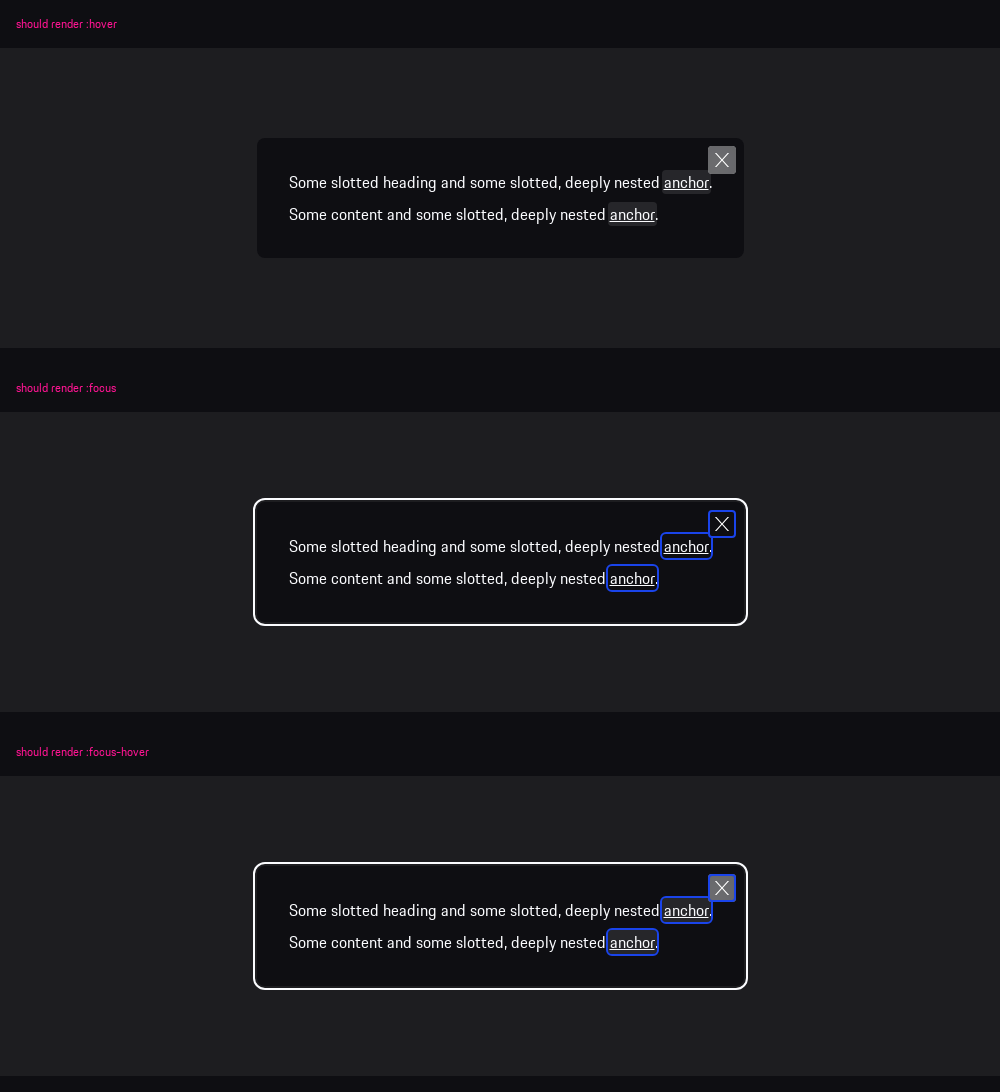 should render :hover
Some slotted heading and some slotted, deeply nested anchor.
Some content and some slotted, deeply nested anchor.
should render :focus
Some slotted heading and some slotted, deeply nested anchor.
Some content and some slotted, deeply nested anchor.
should render :focus-hover
Some slotted heading and some slotted, deeply nested anchor.
Some content and some slotted, deeply nested anchor.